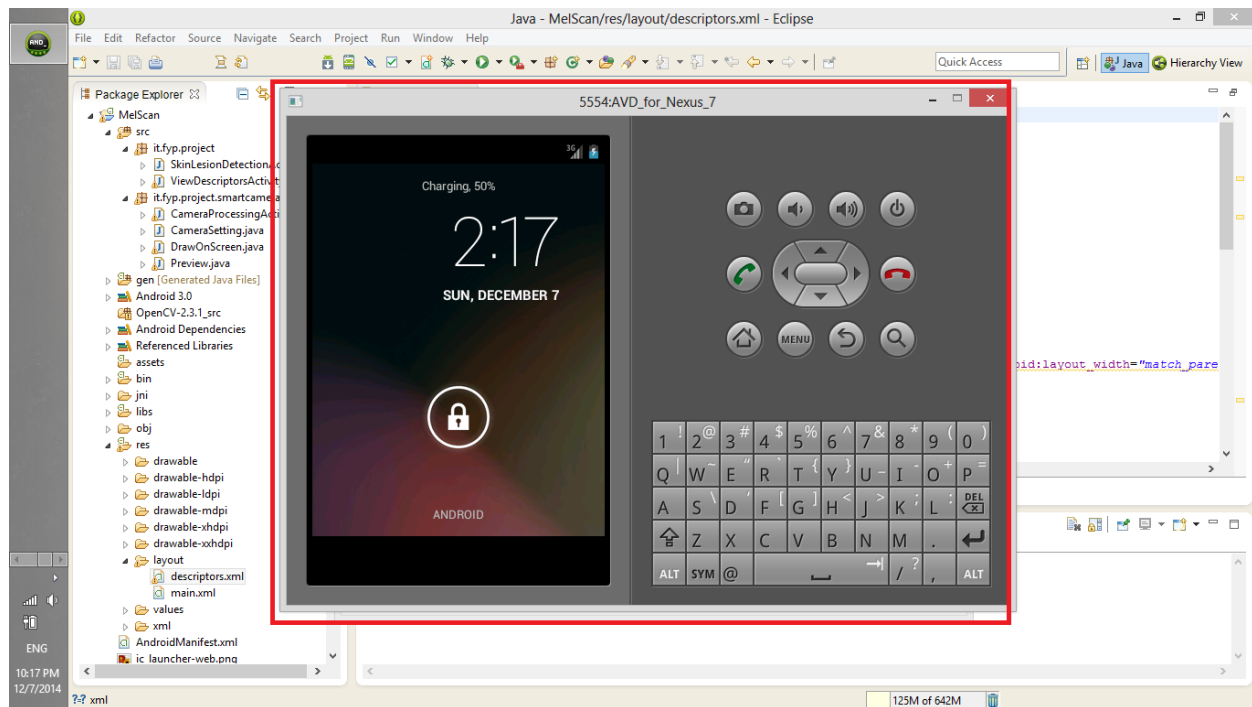 Java - MelScan/res/layout/descriptors.xml - Eclipse
File Edit Refactor Source Navigate Search Project Run Window Help
Quick Access
Java
Hierarchy View
Package Explorer
MelScan
src
it.fyp.project
SkinLesionDetection
ViewDescriptorsActivit
it.fyp.project.smartcamera
CameraProcessingActi
CameraSetting.java
DrawOnScreen.java
Preview.java
gen [Generated Java Files]
Android 3.0
OpenCV-2.3.1_src
Android Dependencies
Referenced Libraries
assets
bin
jni
libs
obj
res
drawable
drawable-hdpi
drawable-ldpi
drawable-mdpi
drawable-xhdpi
drawable-xxhdpi
layout
descriptors.xml
main.xml
values
xml
AndroidManifest.xml
ic_launcher-web.png
5554:AVD_for_Nexus_7
3G
Charging, 50%
2:17
SUN, DECEMBER 7
ANDROID
MENU
1 ! 2 @ 3 # 4 $ 5 % 6 ^ 7 & 8 * 9 ( 0 )
Q | W ~ E " R ` T { Y } U - I - O + P =
A S \ D ' F [ G ] H < J > K ; L : DEL
Z X C V B N M .
ALT SYM @ / ? , ALT
oid:layout_width="match_pare
AND_
ENG
10:17 PM
12/7/2014
xml
125M of 642M